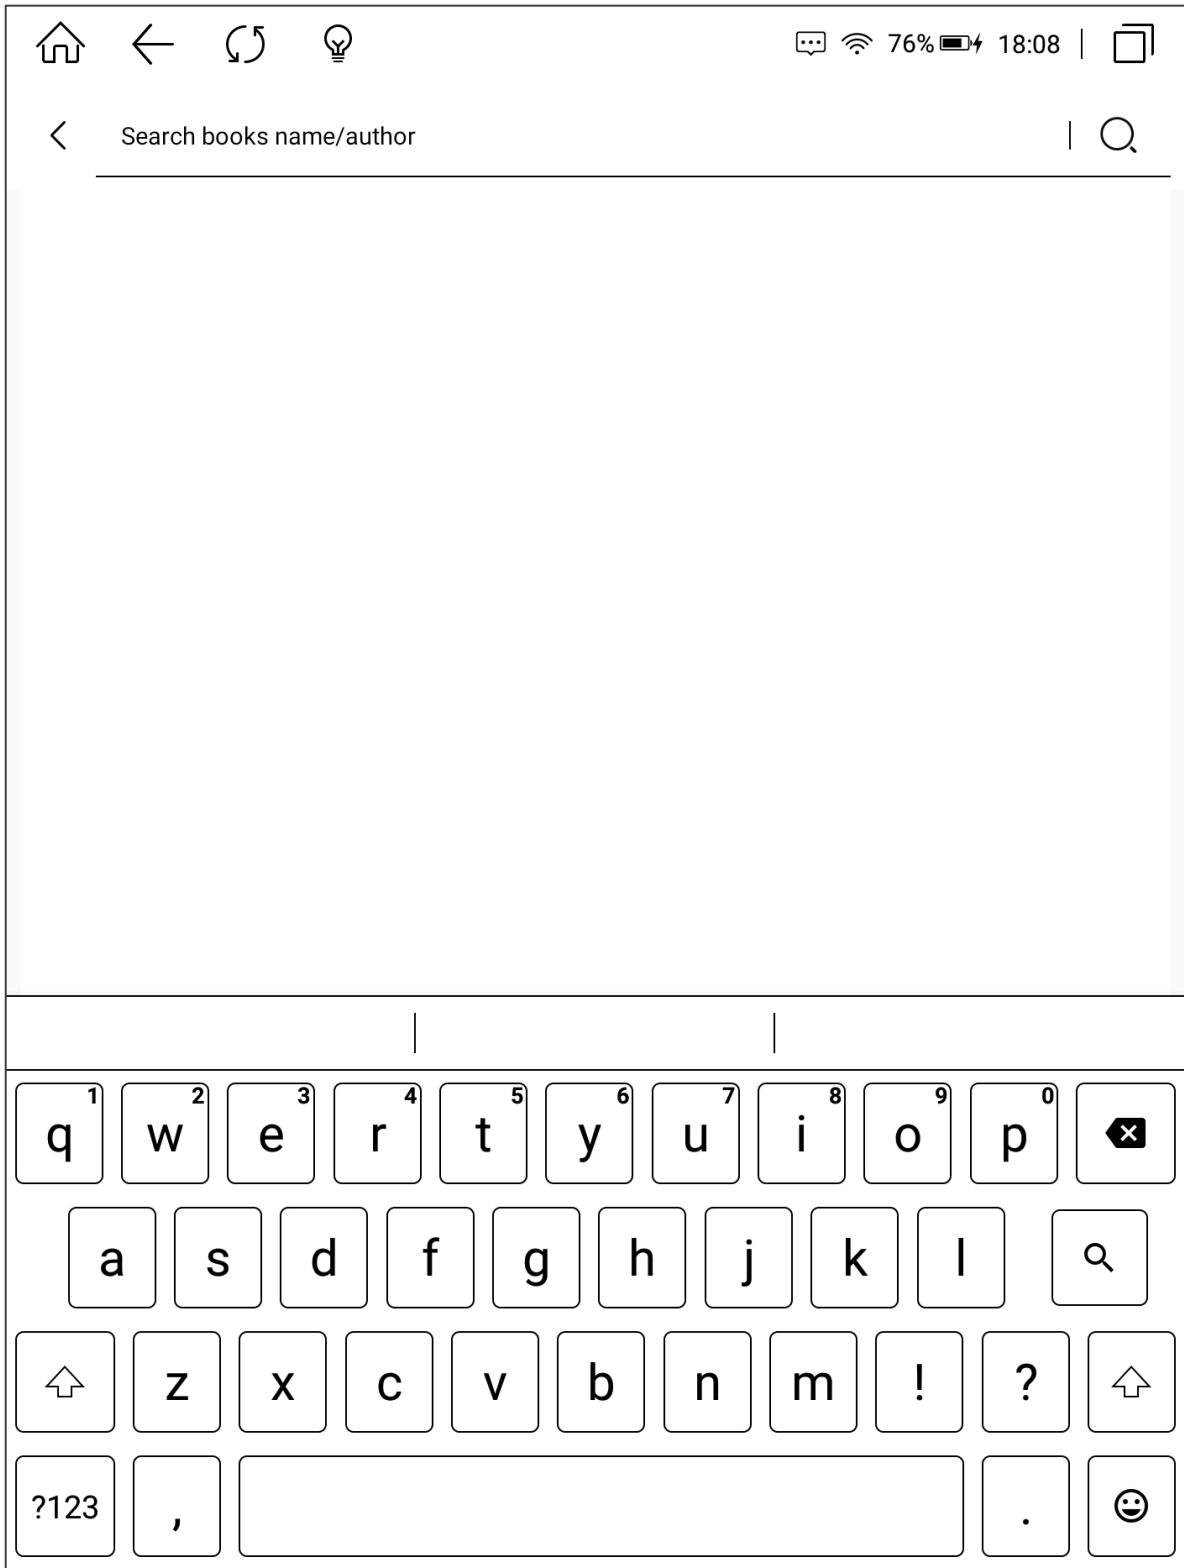 76% 18:08
Search books name/author
1 2 3 4 5 6 7 8 9 0
q w e r t y u i o p
a s d f g h j k l
z x c v b n m ! ?
?123 , .